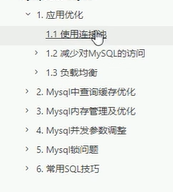 1. 应用优化
1.1 使用连接池
1.2 减少对MySQL的访问
1.3 负载均衡
2. Mysql中查询缓存优化
3. Mysql内存管理及优化
4. Mysql并发参数调整
5. Mysql锁问题
6. 常用SQL技巧